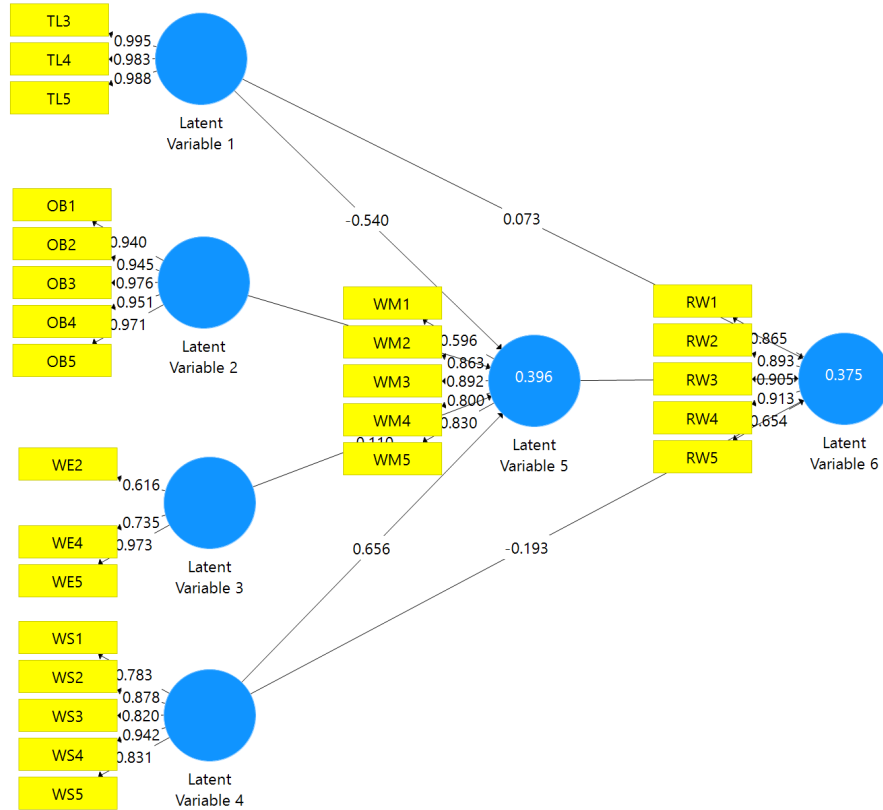 TL3
TL4
TL5
0.995
0.983
0.988
Latent
Variable 1
OB1
OB2
OB3
OB4
OB5
0.940
0.945
0.976
0.951
0.971
Latent
Variable 2
-0.540
0.073
WM1
WM2
WM3
WM4
WM5
0.596
0.863
0.892
0.800
0.830
0.396
Latent
Variable 5
RW1
RW2
RW3
RW4
RW5
0.865
0.893
0.905
0.913
0.654
0.375
Latent
Variable 6
WE2
WE4
WE5
0.616
0.735
0.973
Latent
Variable 3
0.656
-0.193
WS1
WS2
WS3
WS4
WS5
0.783
0.878
0.820
0.942
0.831
Latent
Variable 4